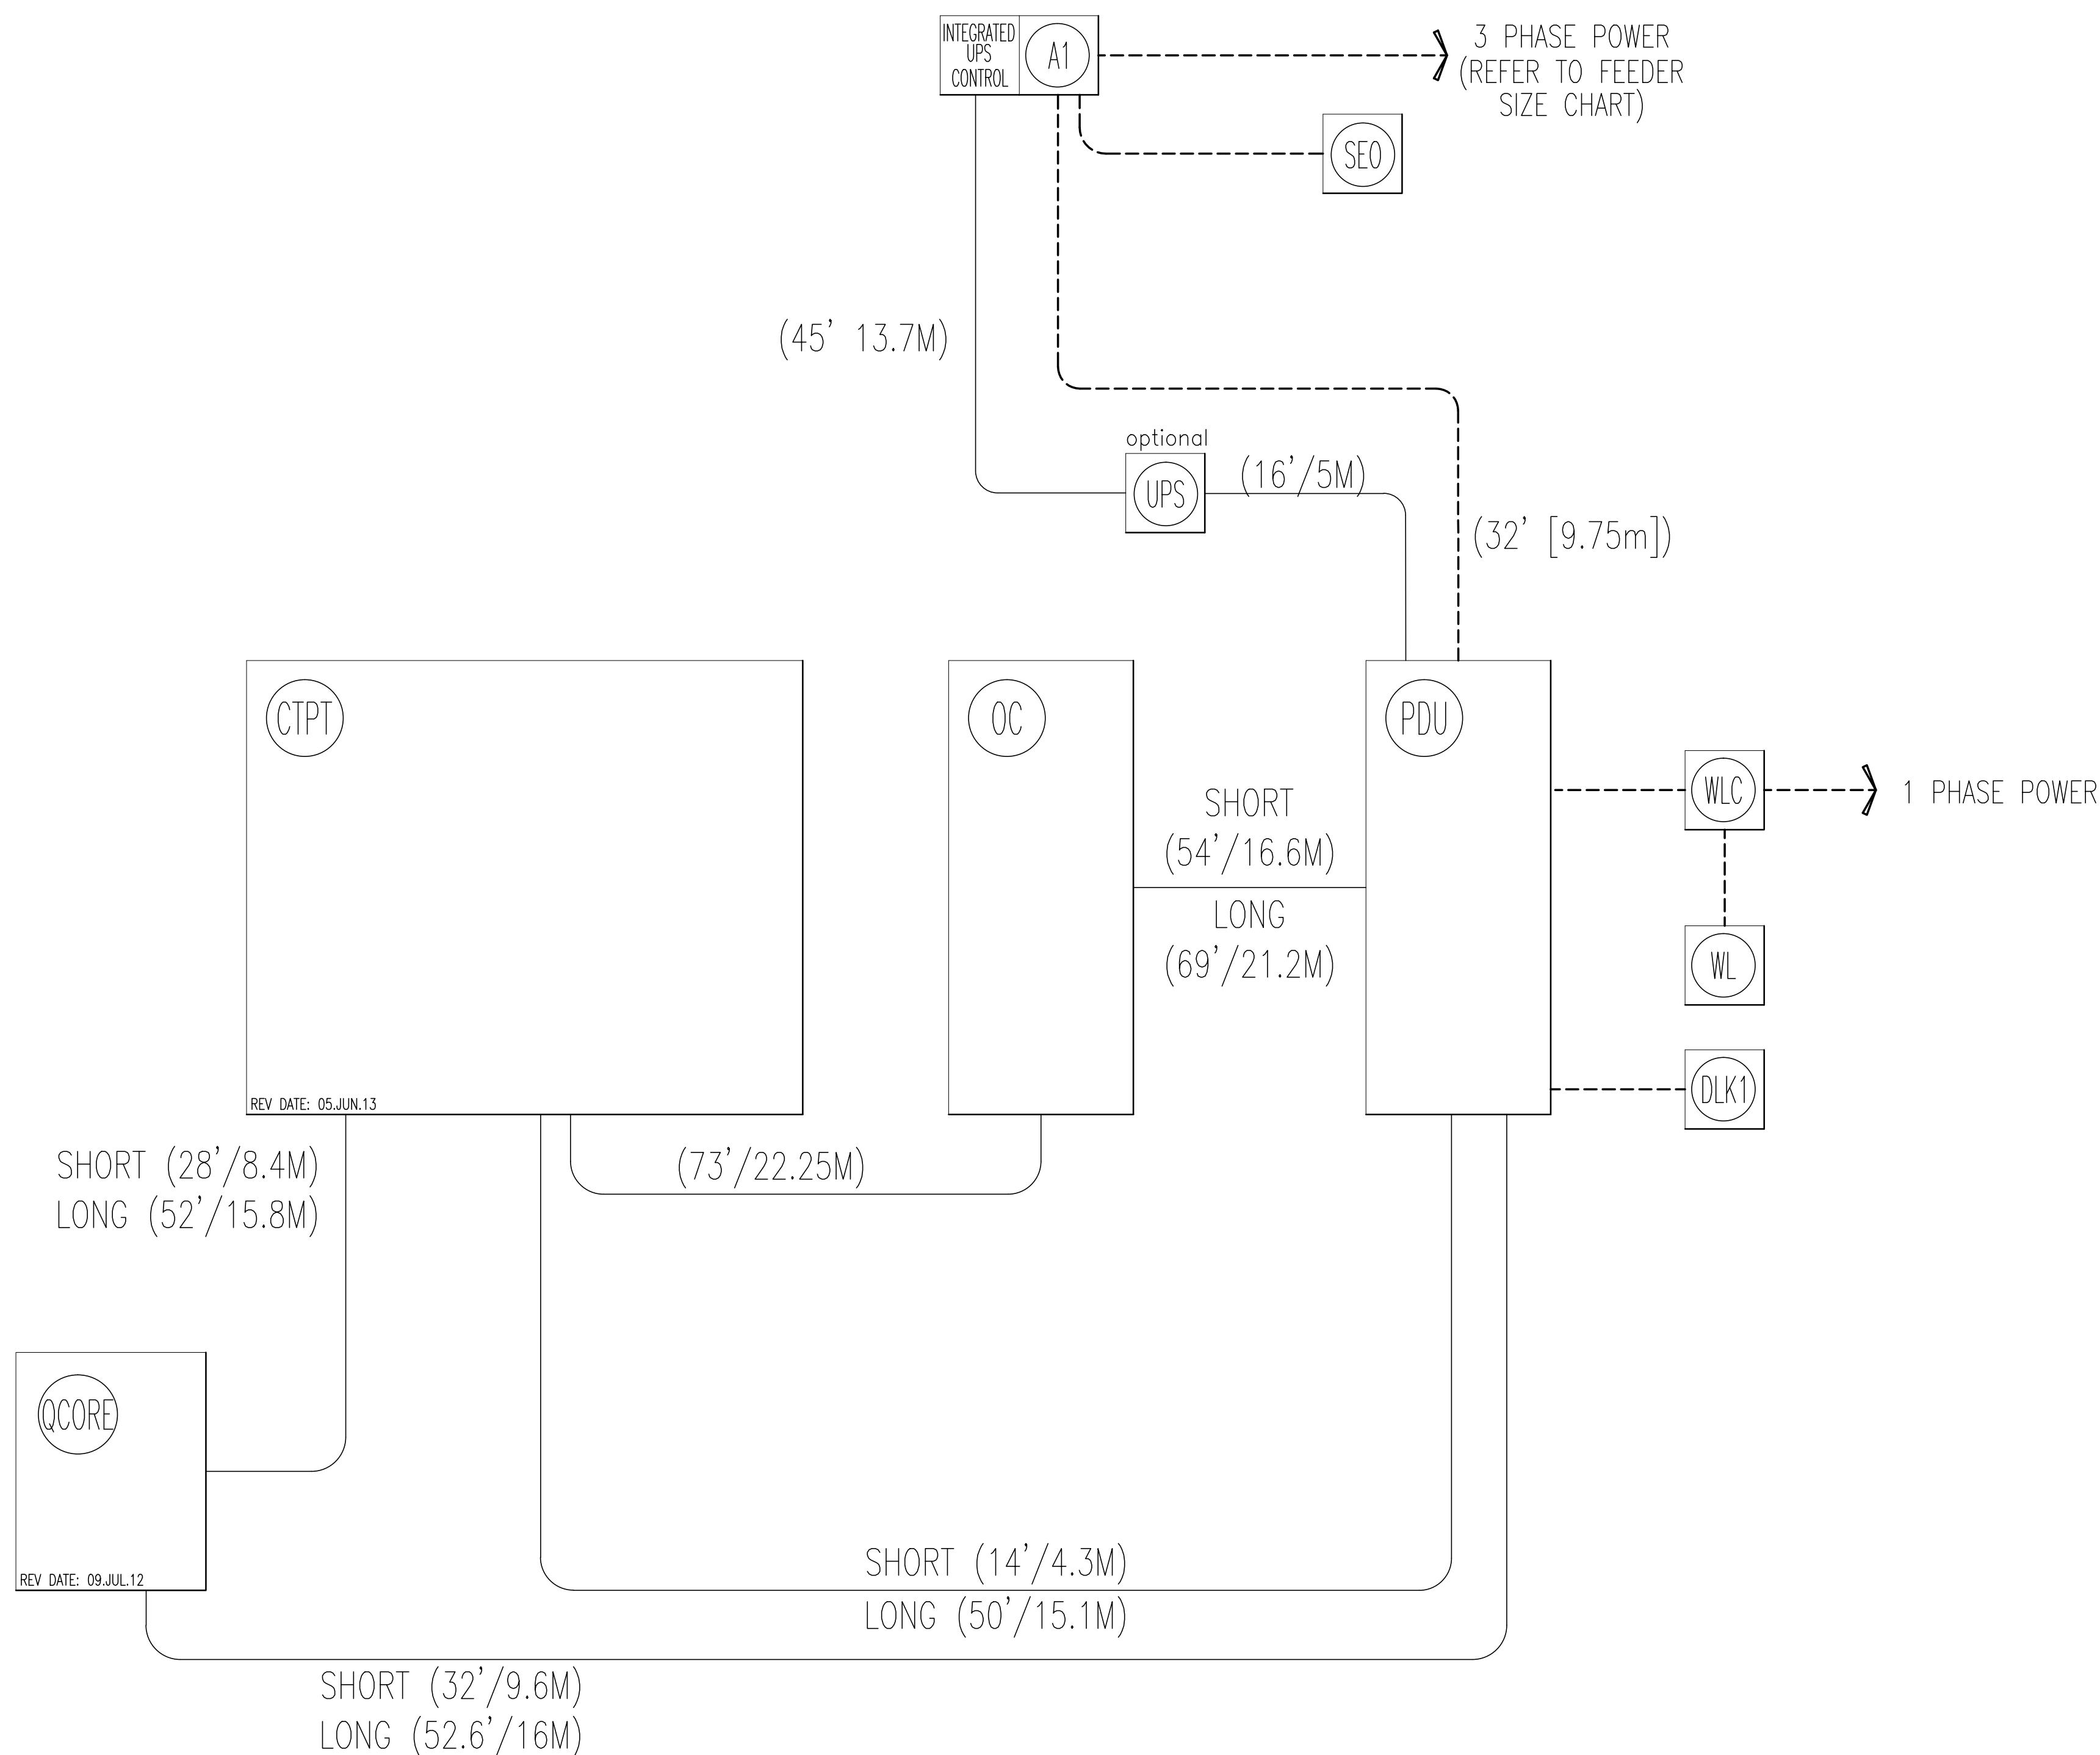 INTEGRATED
UPS
CONTROL
A1
3 PHASE POWER
(REFER TO FEEDER
SIZE CHART)
SEO
(45' 13.7M)
optional
UPS
(16'/5M)
(32' [9.75m])
CTPT
OC
PDU
WLC
1 PHASE POWER
SHORT
(54'/16.6M)
LONG
(69'/21.2M)
WL
DLK1
REV DATE: 05.JUN.13
SHORT (28'/8.4M)
LONG (52'/15.8M)
(73'/22.25M)
QCORE
REV DATE: 09.JUL.12
SHORT (14'/4.3M)
LONG (50'/15.1M)
SHORT (32'/9.6M)
LONG (52.6'/16M)